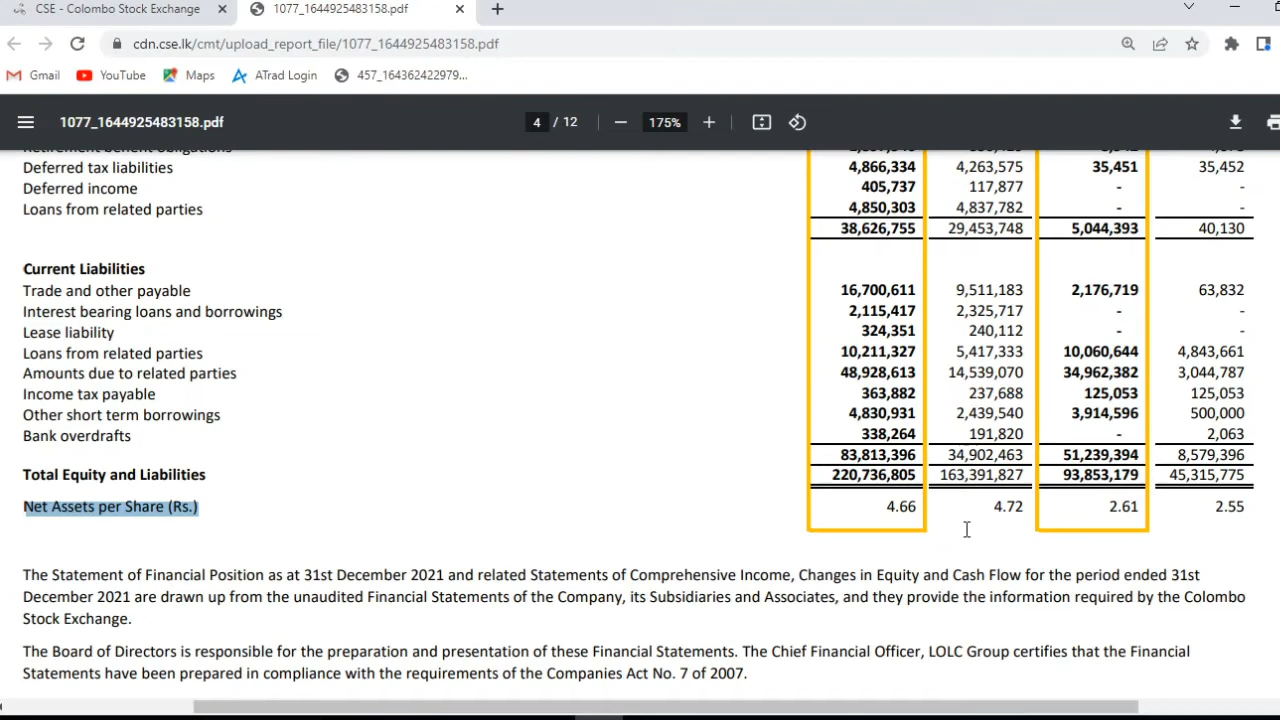 CSE - Colombo Stock Exchange 1077_1644925483158.pdf
cdn.cse.lk/cmt/upload_report_file/1077_1644925483158.pdf
Gmail YouTube Maps ATrad Login 457_164362422979...
1077_1644925483158.pdf 4 / 12 175%
Retirement benefit obligations
Deferred tax liabilities 4,866,334 4,263,575 35,451 35,452
Deferred income 405,737 117,877 - -
Loans from related parties 4,850,303 4,837,782 - -
38,626,755 29,453,748 5,044,393 40,130
Current Liabilities
Trade and other payable 16,700,611 9,511,183 2,176,719 63,832
Interest bearing loans and borrowings 2,115,417 2,325,717 - -
Lease liability 324,351 240,112 - -
Loans from related parties 10,211,327 5,417,333 10,060,644 4,843,661
Amounts due to related parties 48,928,613 14,539,070 34,962,382 3,044,787
Income tax payable 363,882 237,688 125,053 125,053
Other short term borrowings 4,830,931 2,439,540 3,914,596 500,000
Bank overdrafts 338,264 191,820 - 2,063
83,813,396 34,902,463 51,239,394 8,579,396
Total Equity and Liabilities 220,736,805 163,391,827 93,853,179 45,315,775
Net Assets per Share (Rs.) 4.66 4.72 2.61 2.55
The Statement of Financial Position as at 31st December 2021 and related Statements of Comprehensive Income, Changes in Equity and Cash Flow for the period ended 31st
December 2021 are drawn up from the unaudited Financial Statements of the Company, its Subsidiaries and Associates, and they provide the information required by the Colombo
Stock Exchange.
The Board of Directors is responsible for the preparation and presentation of these Financial Statements. The Chief Financial Officer, LOLC Group certifies that the Financial
Statements have been prepared in compliance with the requirements of the Companies Act No. 7 of 2007.